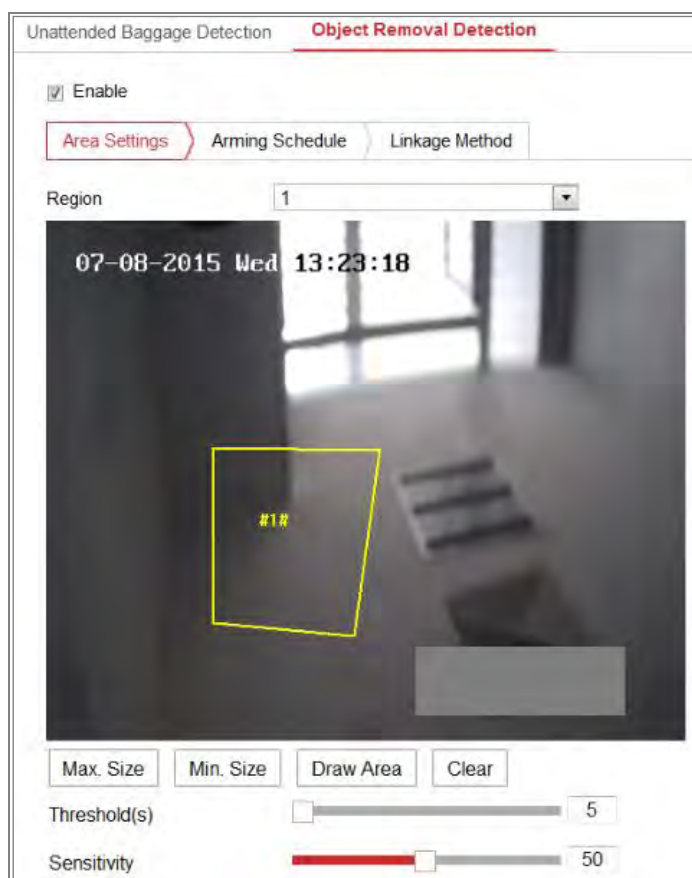 Unattended Baggage Detection Object Removal Detection
Enable
Area Settings Arming Schedule Linkage Method
Region 1
07-08-2015 Wed 13:23:18
#1#
Max. Size Min. Size Draw Area Clear
Threshold(s) 5
Sensitivity 50